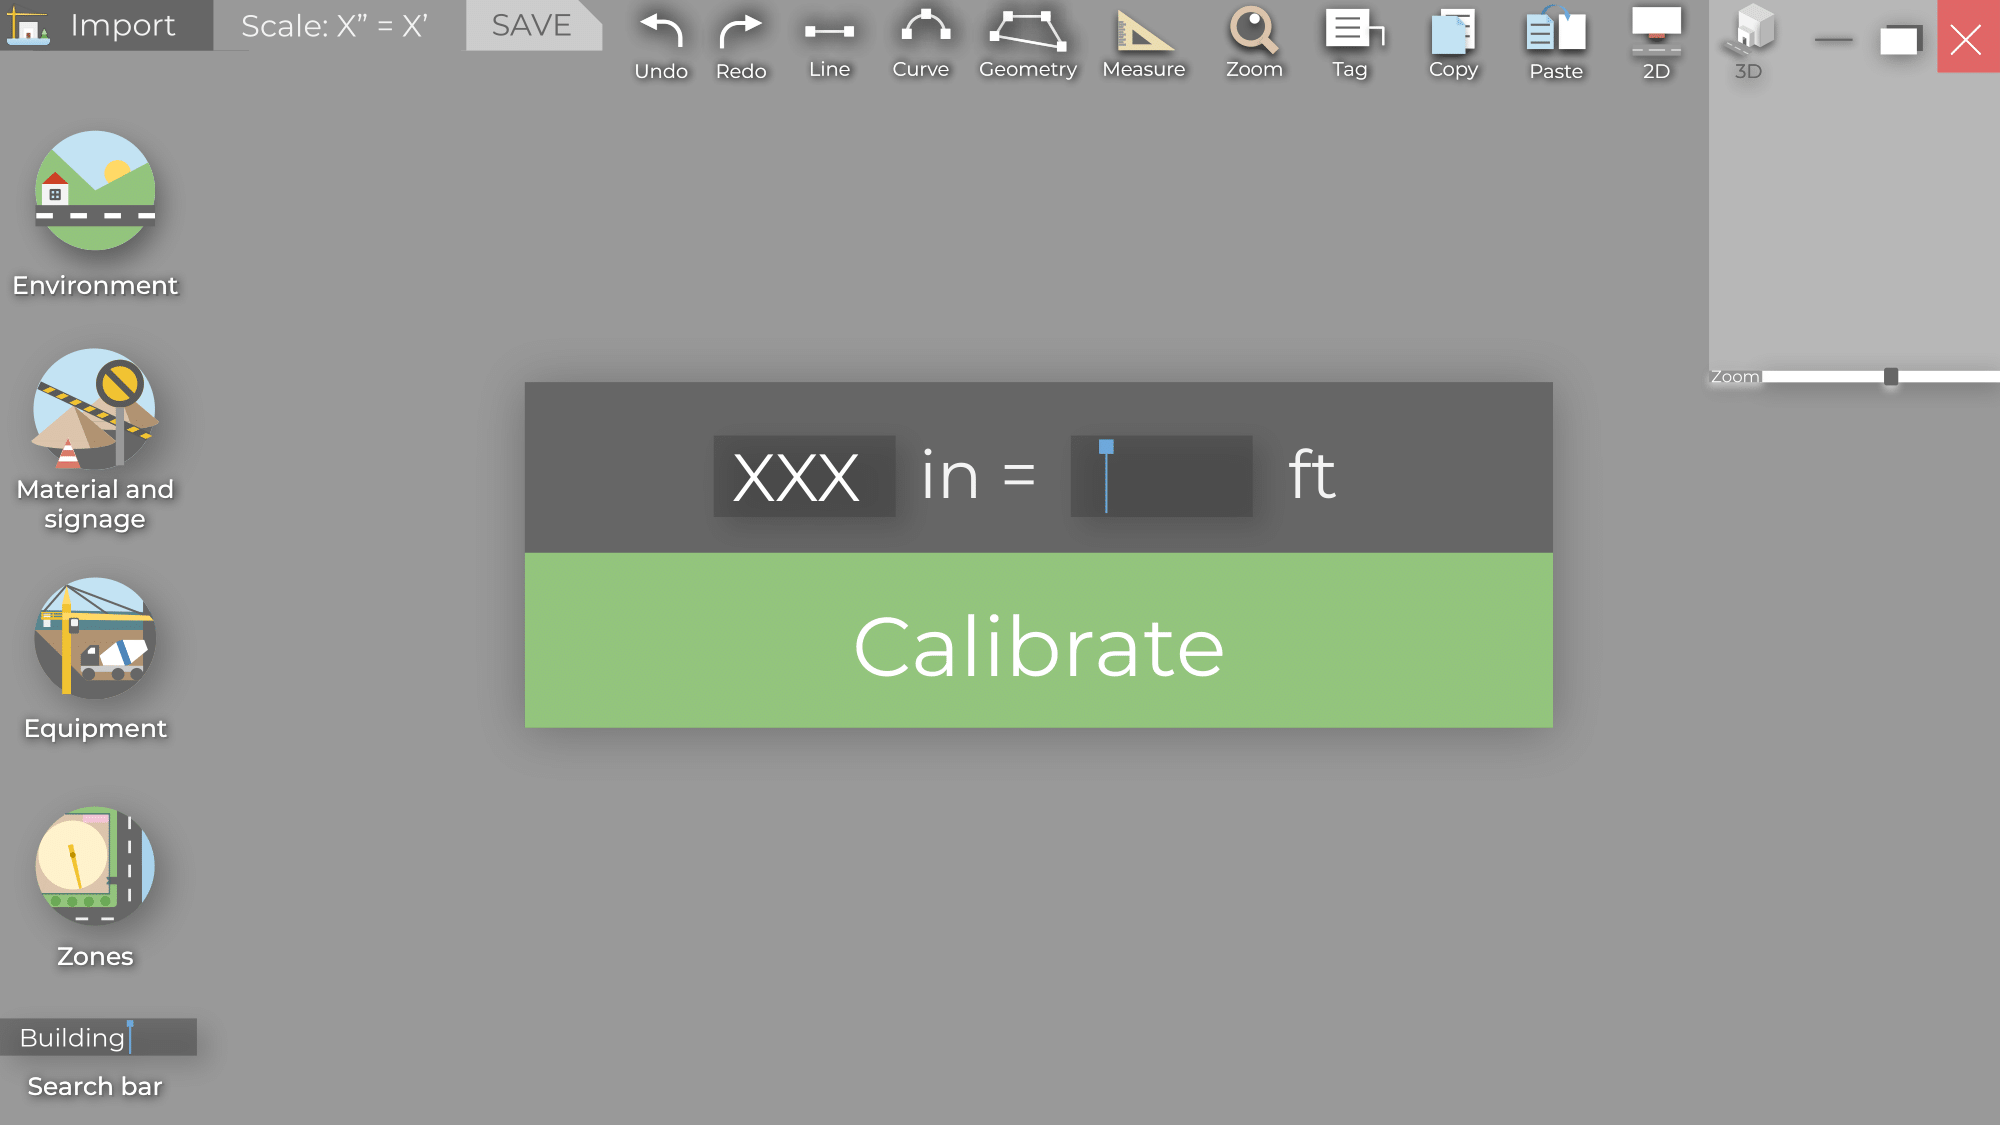 Import
Scale: X” = X’
SAVE
Undo
Redo
Line
Curve
Geometry
Measure
Zoom
Tag
Copy
Paste
2D
3D
Zoom
Environment
Material and
signage
Equipment
Zones
Building
Search bar
XXX in = ft
Calibrate